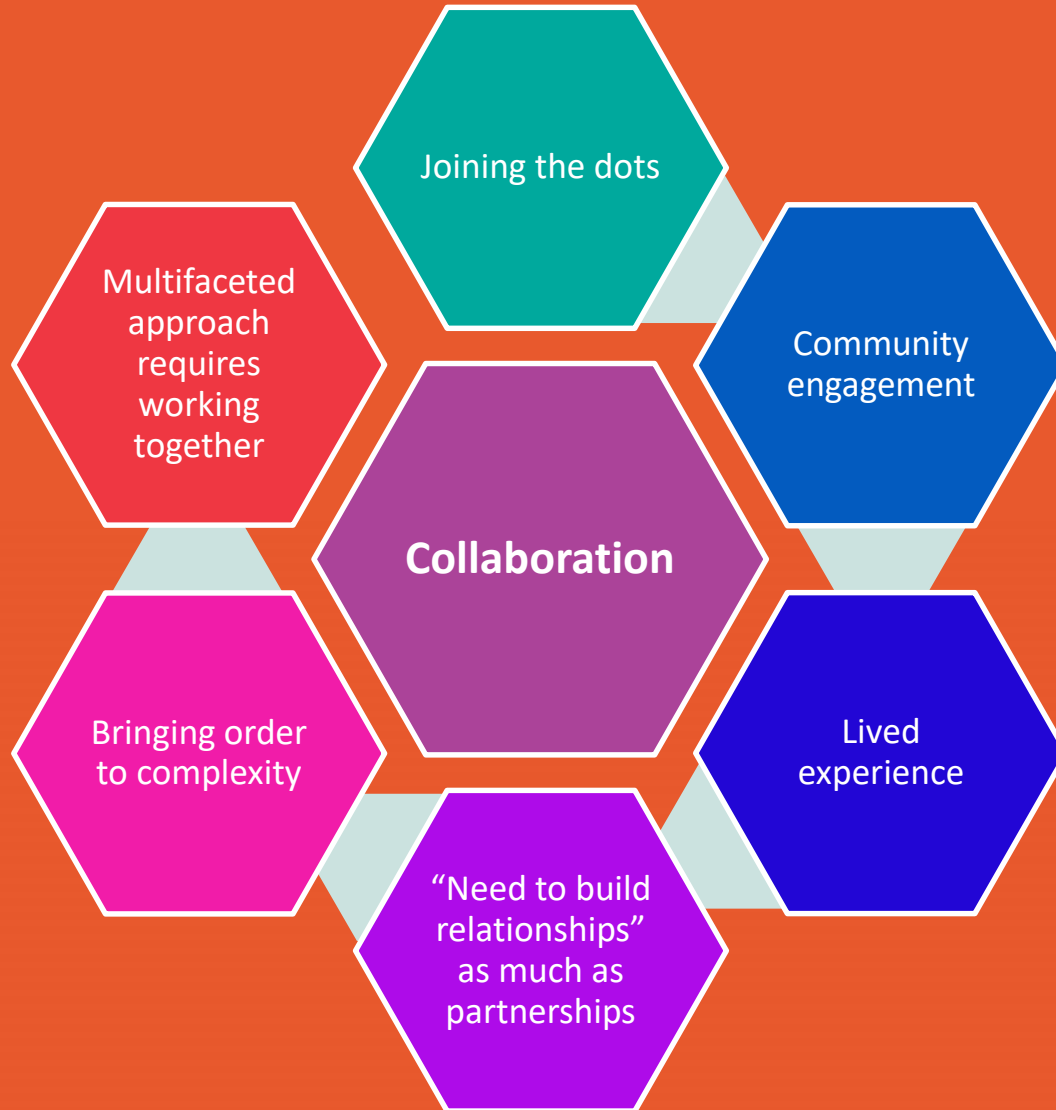 Joining the dots
Community
engagement
Lived
experience
“Need to build
relationships”
as much as
partnerships
Bringing order
to complexity
Multifaceted
approach
requires
working
together
Collaboration